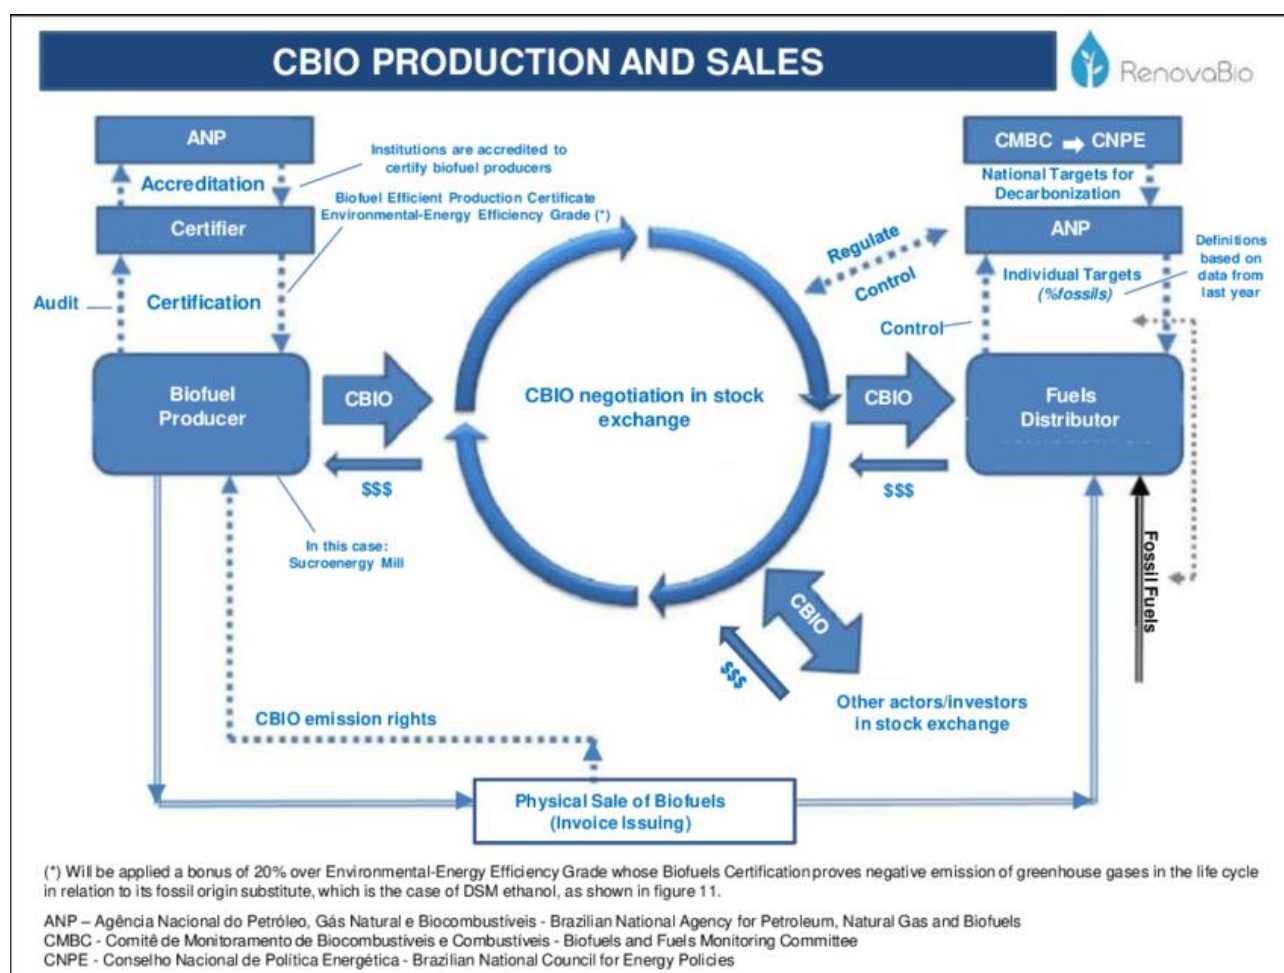 CBIO PRODUCTION AND SALES
RenovaBio
ANP
Institutions are accredited to
certify biofuel producers
Accreditation
Biofuel Efficient Production Certificate
Environmental-Energy Efficiency Grade (*)
Certifier
Audit
Certification
Biofuel
Producer
CBIO
$$$
In this case:
Sucroenergy Mill
CBIO negotiation in stock
exchange
Regulate
Control
CMBC → CNPE
National Targets for
Decarbonization
ANP
Definitions
based on
data from
last year
Individual Targets
(%fossils)
Control
CBIO
$$$
Fuels
Distributor
Fossil Fuels
CBIO
$$$
Other actors/investors
in stock exchange
CBIO emission rights
Physical Sale of Biofuels
(Invoice Issuing)
(*) Will be applied a bonus of 20% over Environmental-Energy Efficiency Grade whose Biofuels Certification proves negative emission of greenhouse gases in the life cycle
in relation to its fossil origin substitute, which is the case of DSM ethanol, as shown in figure 11.
ANP – Agência Nacional do Petróleo, Gás Natural e Biocombustíveis - Brazilian National Agency for Petroleum, Natural Gas and Biofuels
CMBC - Comitê de Monitoramento de Biocombustíveis e Combustíveis - Biofuels and Fuels Monitoring Committee
CNPE - Conselho Nacional de Política Energética - Brazilian National Council for Energy Policies